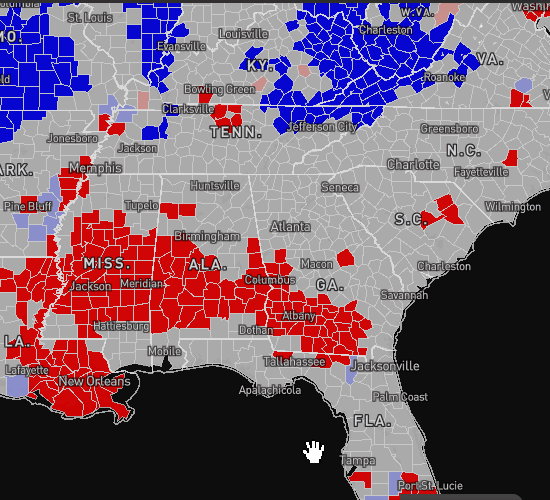 St. Louis
Louisville
W.VA.
Washin
MO.
Charleston
Evansville
KY.
VA.
Roanoke
Bowling Green
Clarksville
TENN.
Jefferson City
Greensboro
Jonesboro
Jackson
N.C.
ARK.
Memphis
Charlotte
Fayetteville
Huntsville
Seneca
Pine Bluff
Tupelo
Wilmington
S.C.
Birmingham
Atlanta
MISS.
ALA.
Macon
Charleston
Jackson
Meridian
Columbus
GA.
Savannah
Albany
Hattiesburg
Dothan
LA.
Mobile
Tallahassee
Jacksonville
Lafayette
New Orleans
Apalachicola
Palm Coast
FLA.
Tampa
Port St. Lucie